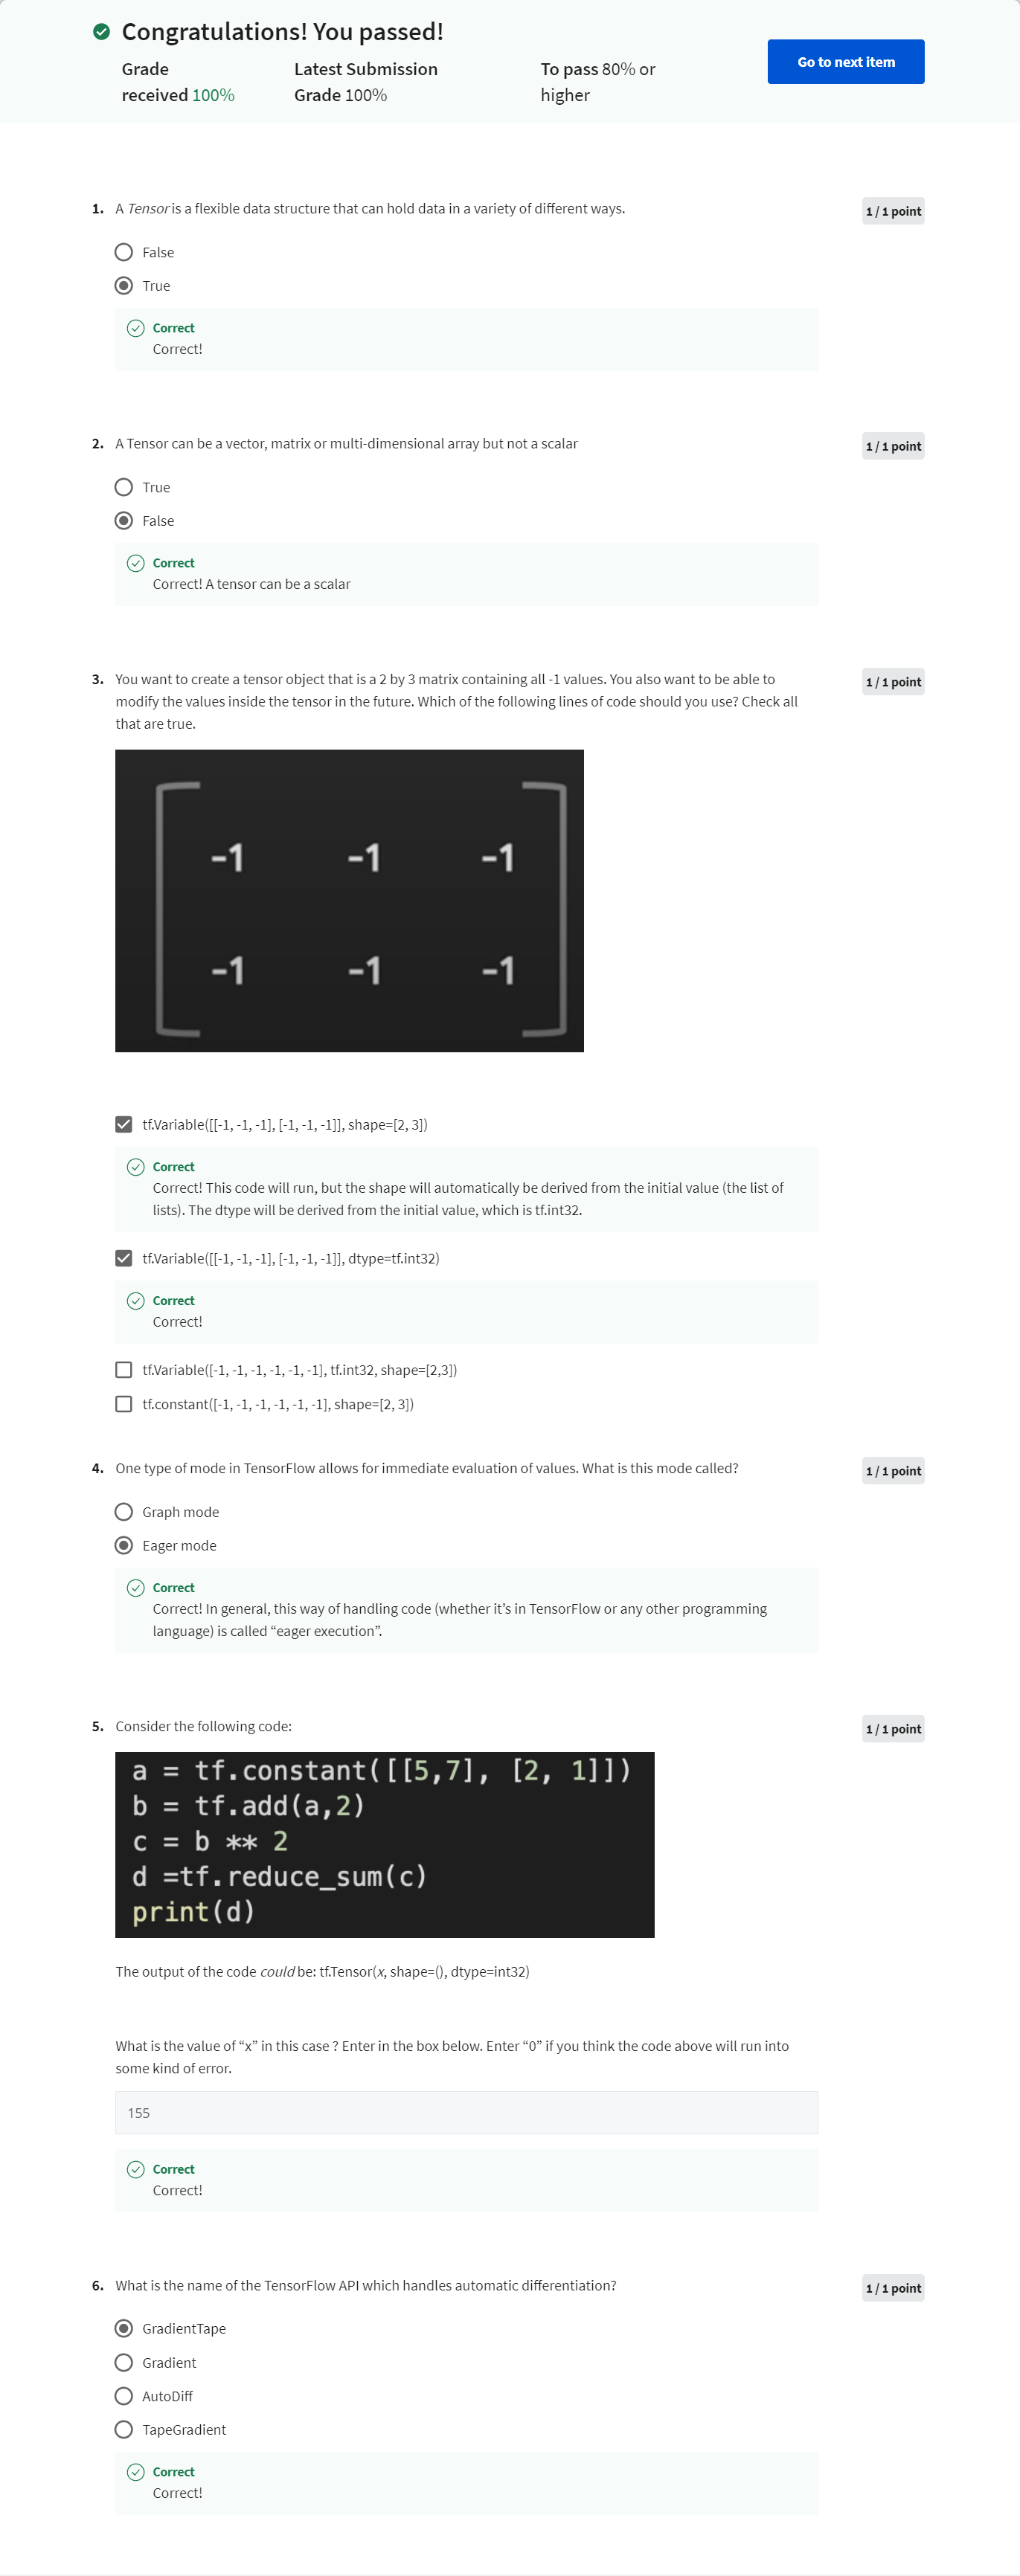 Congratulations! You passed!
Grade received 100%
Latest Submission Grade 100%
To pass 80% or higher
Go to next item
1. A Tensor is a flexible data structure that can hold data in a variety of different ways.
1 / 1 point
False
True
Correct
Correct!
2. A Tensor can be a vector, matrix or multi-dimensional array but not a scalar
1 / 1 point
True
False
Correct
Correct! A tensor can be a scalar
3. You want to create a tensor object that is a 2 by 3 matrix containing all -1 values. You also want to be able to
modify the values inside the tensor in the future. Which of the following lines of code should you use? Check all
that are true.
1 / 1 point
-1 -1 -1
-1 -1 -1
tf.Variable([[-1, -1, -1], [-1, -1, -1]], shape=[2, 3])
Correct
Correct! This code will run, but the shape will automatically be derived from the initial value (the list of
lists). The dtype will be derived from the initial value, which is tf.int32.
tf.Variable([[-1, -1, -1], [-1, -1, -1]], dtype=tf.int32)
Correct
Correct!
tf.Variable([-1, -1, -1, -1, -1, -1], tf.int32, shape=[2,3])
tf.constant([-1, -1, -1, -1, -1, -1], shape=[2, 3])
4. One type of mode in TensorFlow allows for immediate evaluation of values. What is this mode called?
1 / 1 point
Graph mode
Eager mode
Correct
Correct! In general, this way of handling code (whether it's in TensorFlow or any other programming
language) is called “eager execution”.
5. Consider the following code:
1 / 1 point
a = tf.constant([[5,7], [2, 1]])
b = tf.add(a,2)
c = b ** 2
d =tf.reduce_sum(c)
print(d)
The output of the code could be: tf.Tensor(x, shape=(), dtype=int32)
What is the value of “x” in this case ? Enter in the box below. Enter “0” if you think the code above will run into
some kind of error.
155
Correct
Correct!
6. What is the name of the TensorFlow API which handles automatic differentiation?
1 / 1 point
GradientTape
Gradient
AutoDiff
TapeGradient
Correct
Correct!